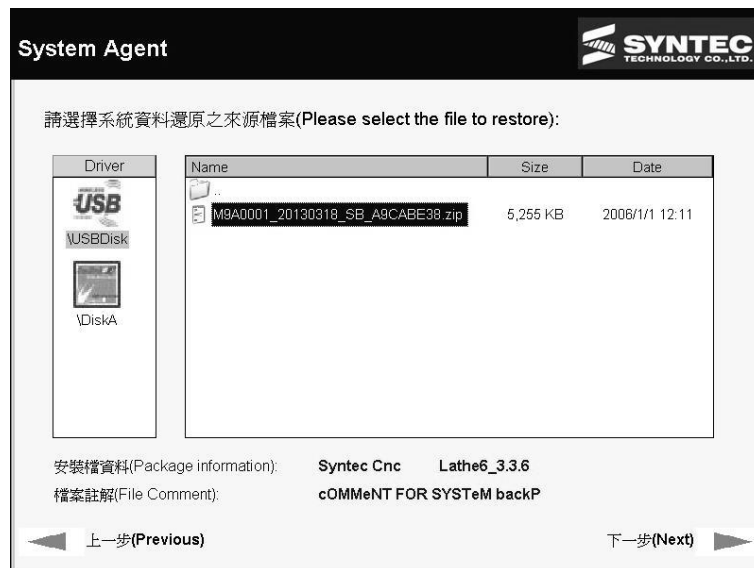 System Agent
SYNTEC
TECHNOLOGY CO.,LTD.
請選擇系統資料還原之來源檔案(Please select the file to restore):
Driver
USB
\USBDisk
\DiskA
Name Size Date
..
M9A0001_20130318_SB_A9CABE38.zip 5,255 KB 2006/1/1 12:11
安裝檔資料(Package information): Syntec Cnc Lathe6_3.3.6
檔案註解(File Comment): cOMMeNT FOR SYSTeM backP
上一步(Previous) 下一步(Next)